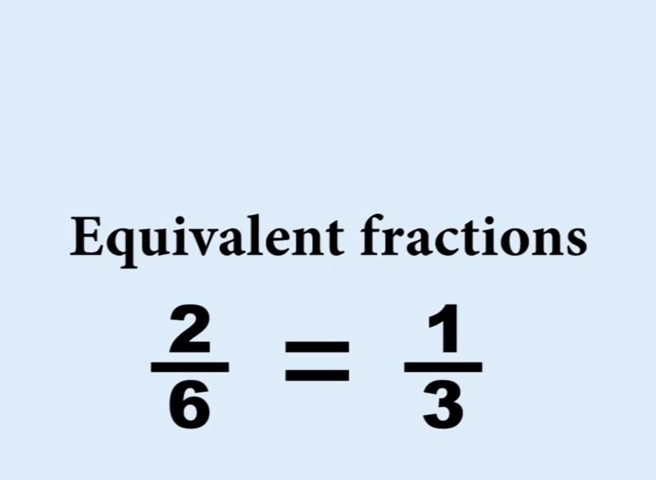 Equivalent fractions
2/6 = 1/3